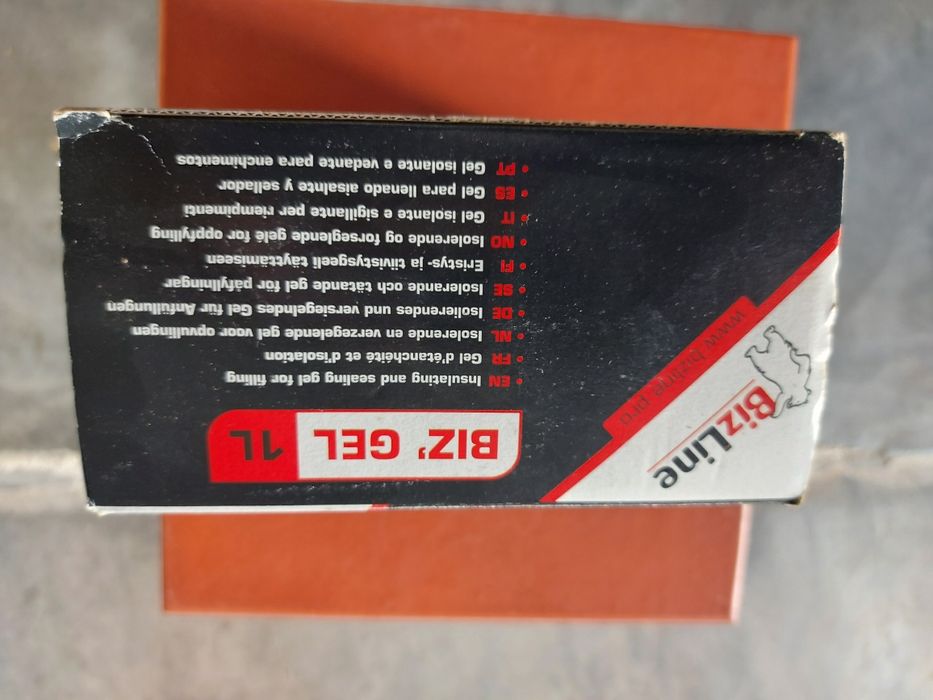 BizLine
www.bizline.pro
BIZ' GEL 1L
• EN Insulating and sealing gel for filling
• FR Gel d'étanchéité et d'isolation
• NL Isolerende en verzegelende gel voor opvullingen
• DE Isolierendes und versiegelndes Gel für Anfüllungen
• SE Isolerande och tätande gel för påfyllningar
• FI Eristys- ja tiivistysgeeli täyttämiseen
• NO Isolerende og forseglende gelé for oppfylling
• IT Gel isolante e sigillante per riempimenti
• ES Gel para llenado aisalnte y sellador
• PT Gel isolante e vedante para enchimentos